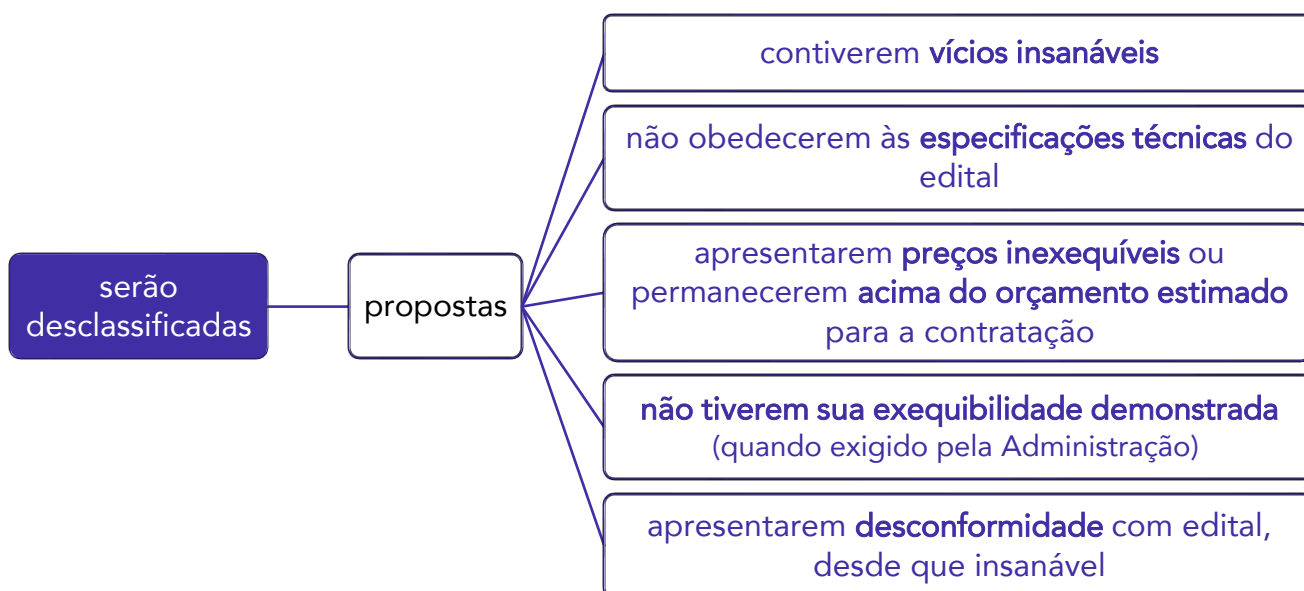 serão
desclassificadas
propostas
contiverem vícios insanáveis
não obedecerem às especificações técnicas do
edital
apresentarem preços inexequíveis ou
permanecerem acima do orçamento estimado
para a contratação
não tiverem sua exequibilidade demonstrada
(quando exigido pela Administração)
apresentarem desconformidade com edital,
desde que insanável